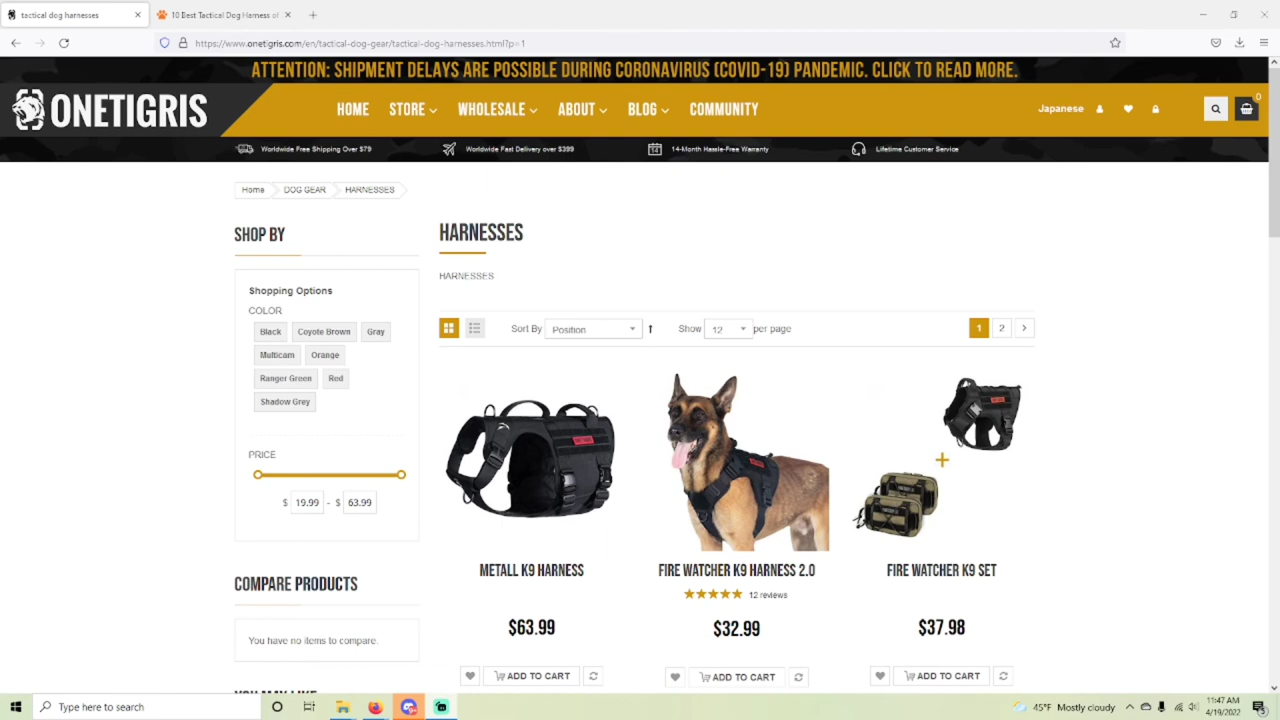 tactical dog harnesses
10 Best Tactical Dog Harness of
https://www.onetigris.com/en/tactical-dog-gear/tactical-dog-harnesses.html?p=1
ATTENTION: SHIPMENT DELAYS ARE POSSIBLE DURING CORONAVIRUS (COVID-19) PANDEMIC. CLICK TO READ MORE.
ONETIGRIS
HOME STORE WHOLESALE ABOUT BLOG COMMUNITY
Japanese
0
Worldwide Free Shipping Over $79
Worldwide Fast Delivery over $399
14-Month Hassle-Free Warranty
Lifetime Customer Service
Home DOG GEAR HARNESSES
SHOP BY
Shopping Options
COLOR
Black Coyote Brown Gray
Multicam Orange
Ranger Green Red
Shadow Grey
PRICE
$ 19.99 - $ 63.99
COMPARE PRODUCTS
You have no items to compare.
HARNESSES
HARNESSES
Sort By Position Show 12 per page 1 2
METALL K9 HARNESS
$63.99
ADD TO CART
FIRE WATCHER K9 HARNESS 2.0
12 reviews
$32.99
ADD TO CART
FIRE WATCHER K9 SET
$37.98
ADD TO CART
Type here to search
45°F Mostly cloudy
11:47 AM
4/19/2022